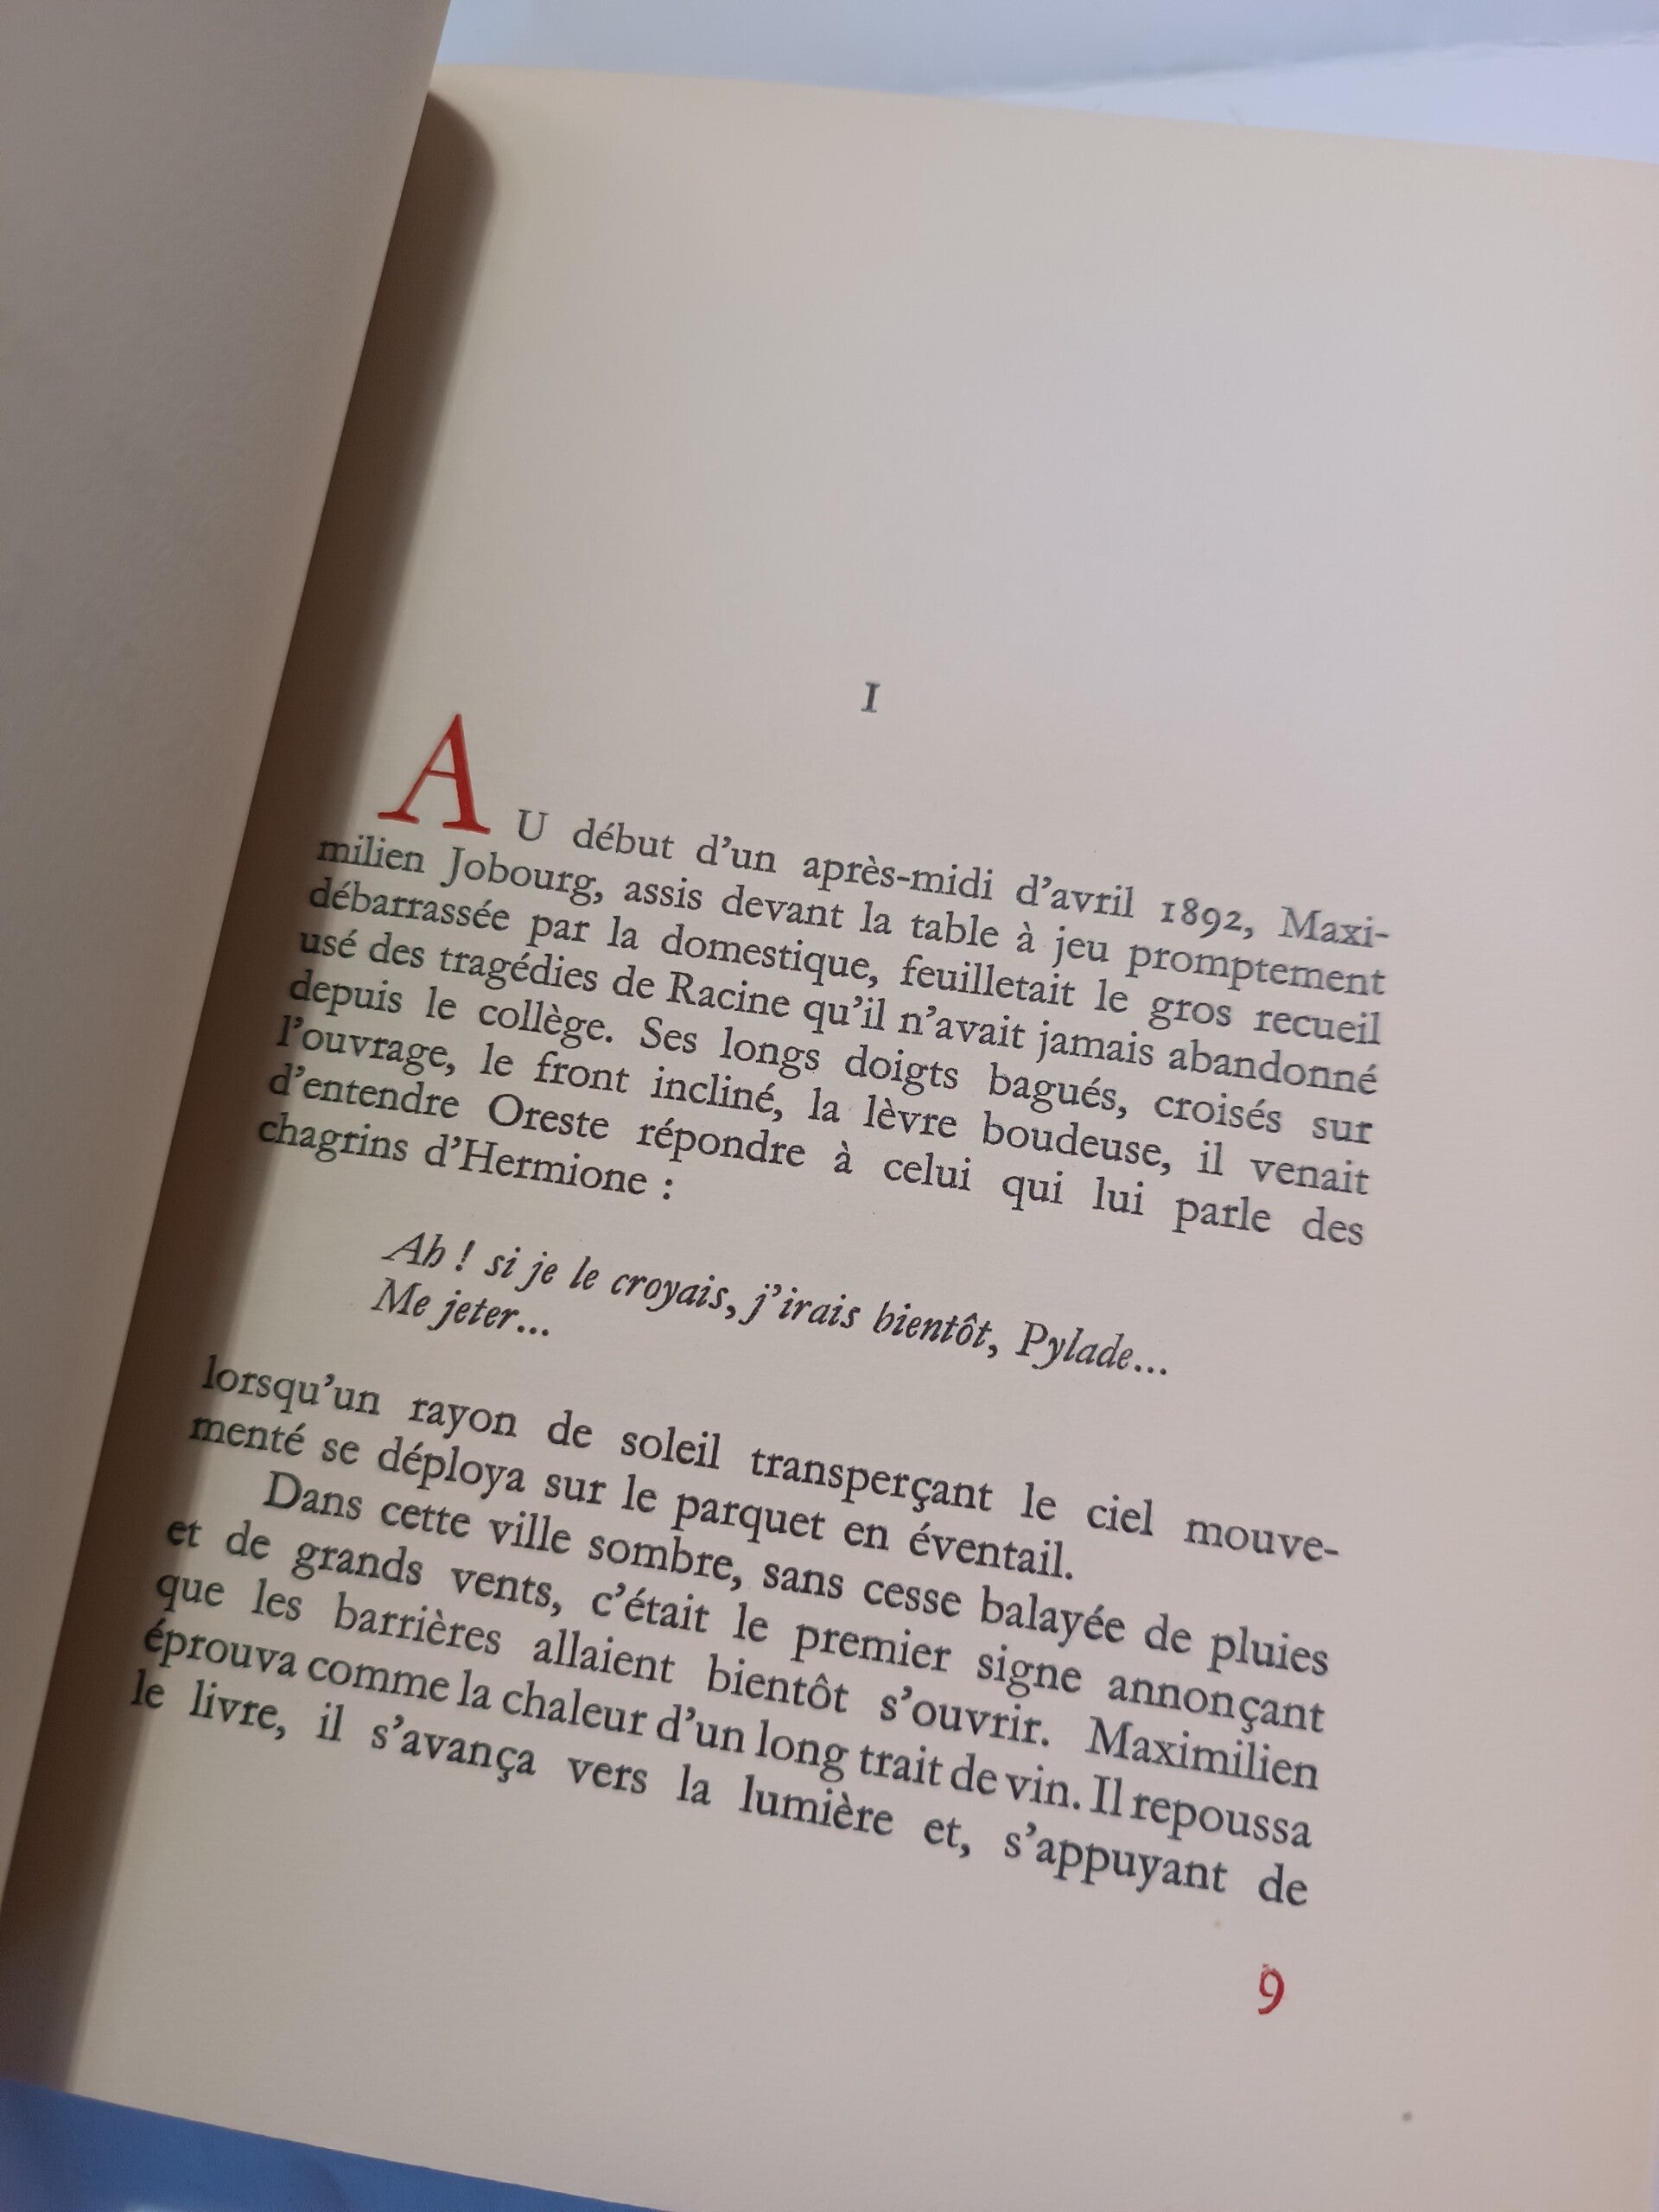 I
AU début d'un après-midi d'avril 1892, Maxi-
milien Jobourg, assis devant la table à jeu promptement
débarrassée par la domestique, feuilletait le gros recueil
usé des tragédies de Racine qu'il n'avait jamais abandonné
depuis le collège. Ses longs doigts bagués, croisés sur
l'ouvrage, le front incliné, la lèvre boudeuse, il venait
d'entendre Oreste répondre à celui qui lui parle des
chagrins d'Hermione :
Ah ! si je le croyais, j'irais bientôt, Pylade...
Me jeter...
lorsqu'un rayon de soleil transperçant le ciel mouve-
menté se déploya sur le parquet en éventail.
Dans cette ville sombre, sans cesse balayée de pluies
et de grands vents, c'était le premier signe annonçant
que les barrières allaient bientôt s'ouvrir. Maximilien
éprouva comme la chaleur d'un long trait de vin. Il repoussa
le livre, il s'avança vers la lumière et, s'appuyant de
9